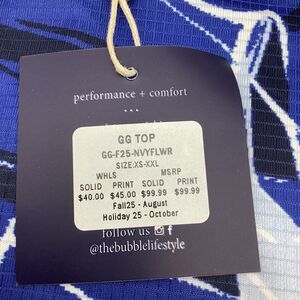 performance + comfort
...
GG TOP
GG-F25-NVYFLWR
SIZE:XS-XXL
WHLS MSRP
SOLID PRINT SOLID PRINT
$40.00 $45.00 $99.99 $99.99
Fall25 - August
Holiday 25 - October
follow us
@thebubblelifestyle